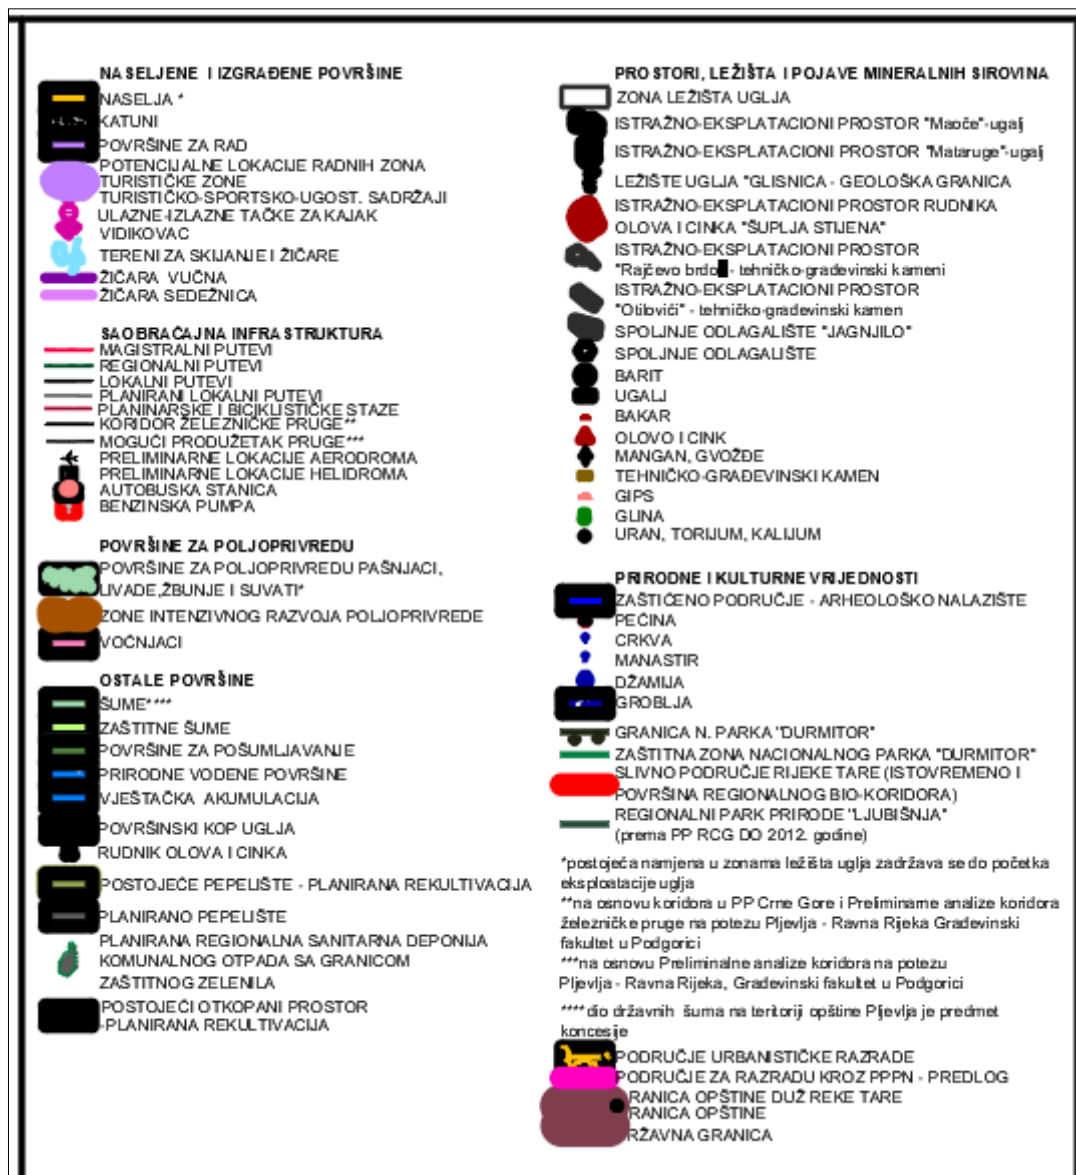 NASELJENE I IZGRAĐENE POVRŠINE
NASELJA *
KATUNI
POVRŠINE ZA RAD
POTENCIJALNE LOKACIJE RADNIH ZONA
TURISTIČKE ZONE
TURISTIČKO-SPORTSKO-UGOST. SADRŽAJI
ULAZNE-IZLAZNE TAČKE ZA KAJAK
VIDIKOVAC
TERENI ZA SKIJANJE I ŽIČARE
ŽIČARA VUČNA
ŽIČARA SEDEŽNICA
SAOBRAĆAJNA INFRASTRUKTURA
MAGISTRALNI PUTEVI
REGIONALNI PUTEVI
LOKALNI PUTEVI
PLANIRANI LOKALNI PUTEVI
PLANINARSKE I BICIKLISTIČKE STAZE
KORIDOR ŽELEZNIČKE PRUGE**
MOGUĆI PRODUŽETAK PRUGE***
PRELIMINARNE LOKACIJE AERODROMA
PRELIMINARNE LOKACIJE HELIDROMA
AUTOBUSKA STANICA
BENZINSKA PUMPA
POVRŠINE ZA POLJOPRIVREDU
POVRŠINE ZA POLJOPRIVREDU PAŠNJACI,
LIVADE,ŽBUNJE I SUVATI*
ZONE INTENZIVNOG RAZVOJA POLJOPRIVREDE
VOĆNJACI
OSTALE POVRŠINE
ŠUME****
ZAŠTITNE ŠUME
POVRŠINE ZA POŠUMLJAVANJE
PRIRODNE VODENE POVRŠINE
VJEŠTAČKA AKUMULACIJA
POVRŠINSKI KOP UGLJA
RUDNIK OLOVA I CINKA
POSTOJEĆE PEPELIŠTE - PLANIRANA REKULTIVACIJA
PLANIRANO PEPELIŠTE
PLANIRANA REGIONALNA SANITARNA DEPONIJA
KOMUNALNOG OTPADA SA GRANICOM
ZAŠTITNOG ZELENILA
POSTOJEĆI OTKOPANI PROSTOR
-PLANIRANA REKULTIVACIJA
PROSTORI, LEŽIŠTA I POJAVE MINERALNIH SIROVINA
ZONA LEŽIŠTA UGLJA
ISTRAŽNO-EKSPLATACIONI PROSTOR "Maoče"-ugalj
ISTRAŽNO-EKSPLATACIONI PROSTOR "Mataruge"-ugalj
LEŽIŠTE UGLJA "GLISNICA - GEOLOŠKA GRANICA
ISTRAŽNO-EKSPLATACIONI PROSTOR RUDNIKA
OLOVA I CINKA "ŠUPLJA STIJENA"
ISTRAŽNO-EKSPLATACIONI PROSTOR
"Rajčevo brdo - tehničko-građevinski kameni
ISTRAŽNO-EKSPLATACIONI PROSTOR
"Otilovići" - tehničko-građevinski kamen
SPOLJNJE ODLAGALIŠTE "JAGNJILO"
SPOLJNJE ODLAGALIŠTE
BARIT
UGALJ
BAKAR
OLOVO I CINK
MANGAN, GVOŽĐE
TEHNIČKO-GRAĐEVINSKI KAMEN
GIPS
GLINA
URAN, TORIJUM, KALIJUM
PRIRODNE I KULTURNE VRIJEDNOSTI
ZAŠTIĆENO PODRUČJE - ARHEOLOŠKO NALAZIŠTE
PEĆINA
CRKVA
MANASTIR
DŽAMIJA
GROBLJA
GRANICA N. PARKA "DURMITOR"
ZAŠTITNA ZONA NACIONALNOG PARKA "DURMITOR"
SLIVNO PODRUČJE RIJEKE TARE (ISTOVREMENO I
POVRŠINA REGIONALNOG BIO-KORIDORA)
REGIONALNI PARK PRIRODE "LJUBIŠNJA"
(prema PP RCG DO 2012. godine)
*postojeća namjena u zonama ležišta uglja zadržava se do početka
eksploatacije uglja
**na osnovu koridora u PP Crne Gore i Preliminarne analize koridora
železničke pruge na potezu Pljevlja - Ravna Rijeka Građevinski
fakultet u Podgorici
***na osnovu Preliminalne analize koridora na potezu
Pljevlja - Ravna Rijeka, Građevinski fakultet u Podgorici
****dio državnih šuma na teritoriji opštine Pljevlja je predmet
koncesije
PODRUČJE URBANISTIČKE RAZRADE
PODRUČJE ZA RAZRADU KROZ PPPN - PREDLOG
RANICA OPŠTINE DUŽ REKE TARE
RANICA OPŠTINE
RŽAVNA GRANICA